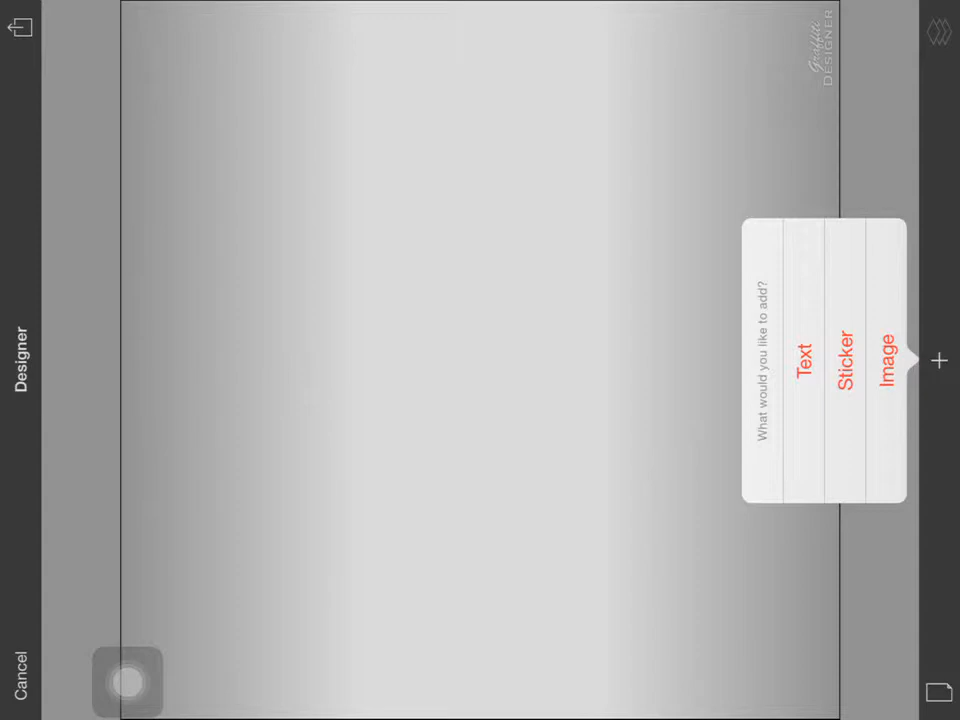 Cancel
Designer
What would you like to add?
Text
Sticker
Image
Graffiti
DESIGNER